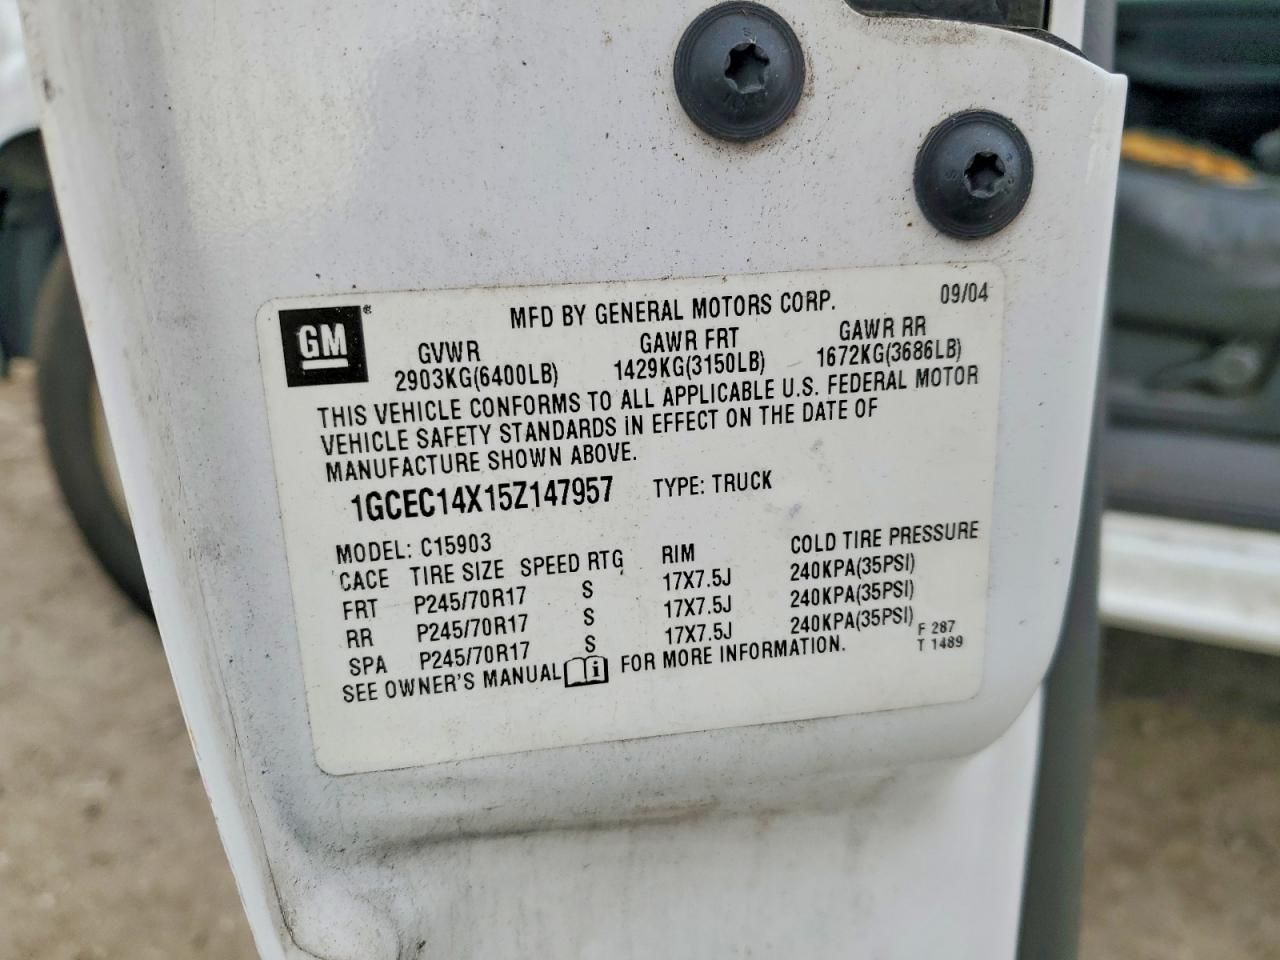 MFD BY GENERAL MOTORS CORP. 09/04
GM®
GVWR GAWR FRT GAWR RR
2903KG(6400LB) 1429KG(3150LB) 1672KG(3686LB)
THIS VEHICLE CONFORMS TO ALL APPLICABLE U.S. FEDERAL MOTOR
VEHICLE SAFETY STANDARDS IN EFFECT ON THE DATE OF
MANUFACTURE SHOWN ABOVE.
1GCEC14X15Z147957 TYPE: TRUCK
MODEL: C15903
CACE TIRE SIZE SPEED RTG RIM COLD TIRE PRESSURE
FRT P245/70R17 S 17X7.5J 240KPA(35PSI)
RR P245/70R17 S 17X7.5J 240KPA(35PSI)
SPA P245/70R17 S 17X7.5J 240KPA(35PSI)
SEE OWNER'S MANUAL i FOR MORE INFORMATION.
F 287
T 1489